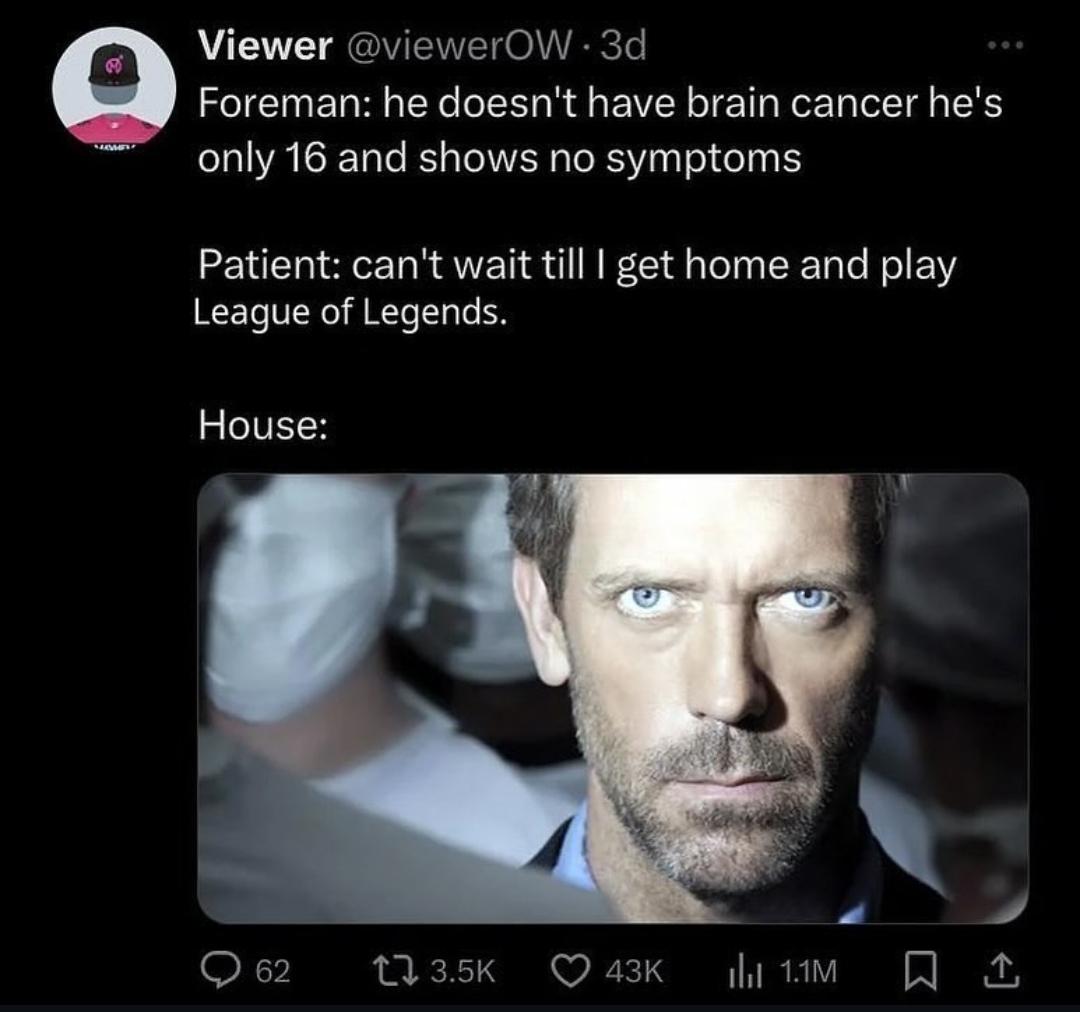 Viewer @viewerOW · 3d
Foreman: he doesn't have brain cancer he's
only 16 and shows no symptoms
Patient: can't wait till I get home and play
League of Legends.
House:
62 3.5K 43K 1.1M